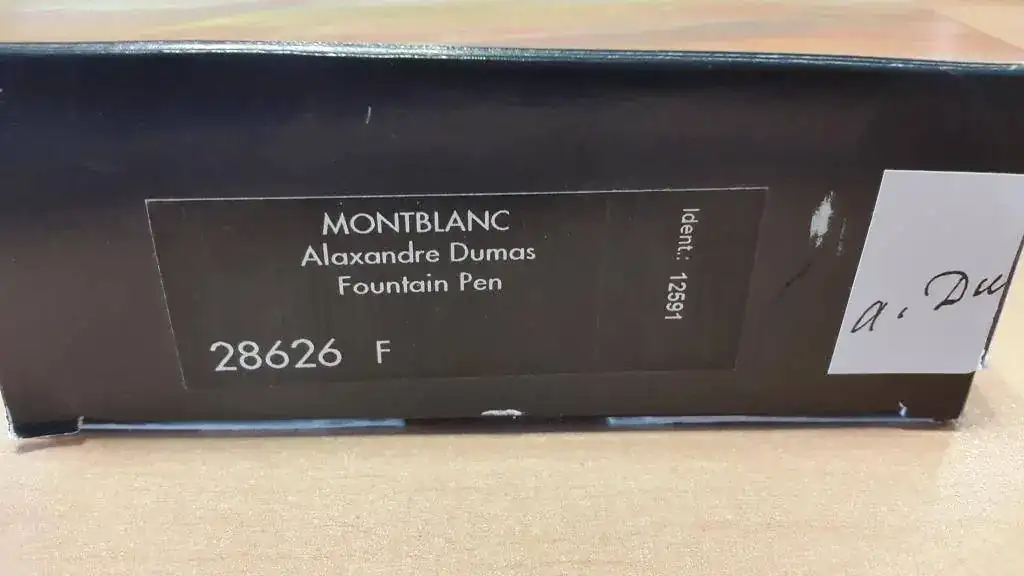 MONTBLANC
Alaxandre Dumas
Fountain Pen
28626 F
Ident.: 12591
a. Du